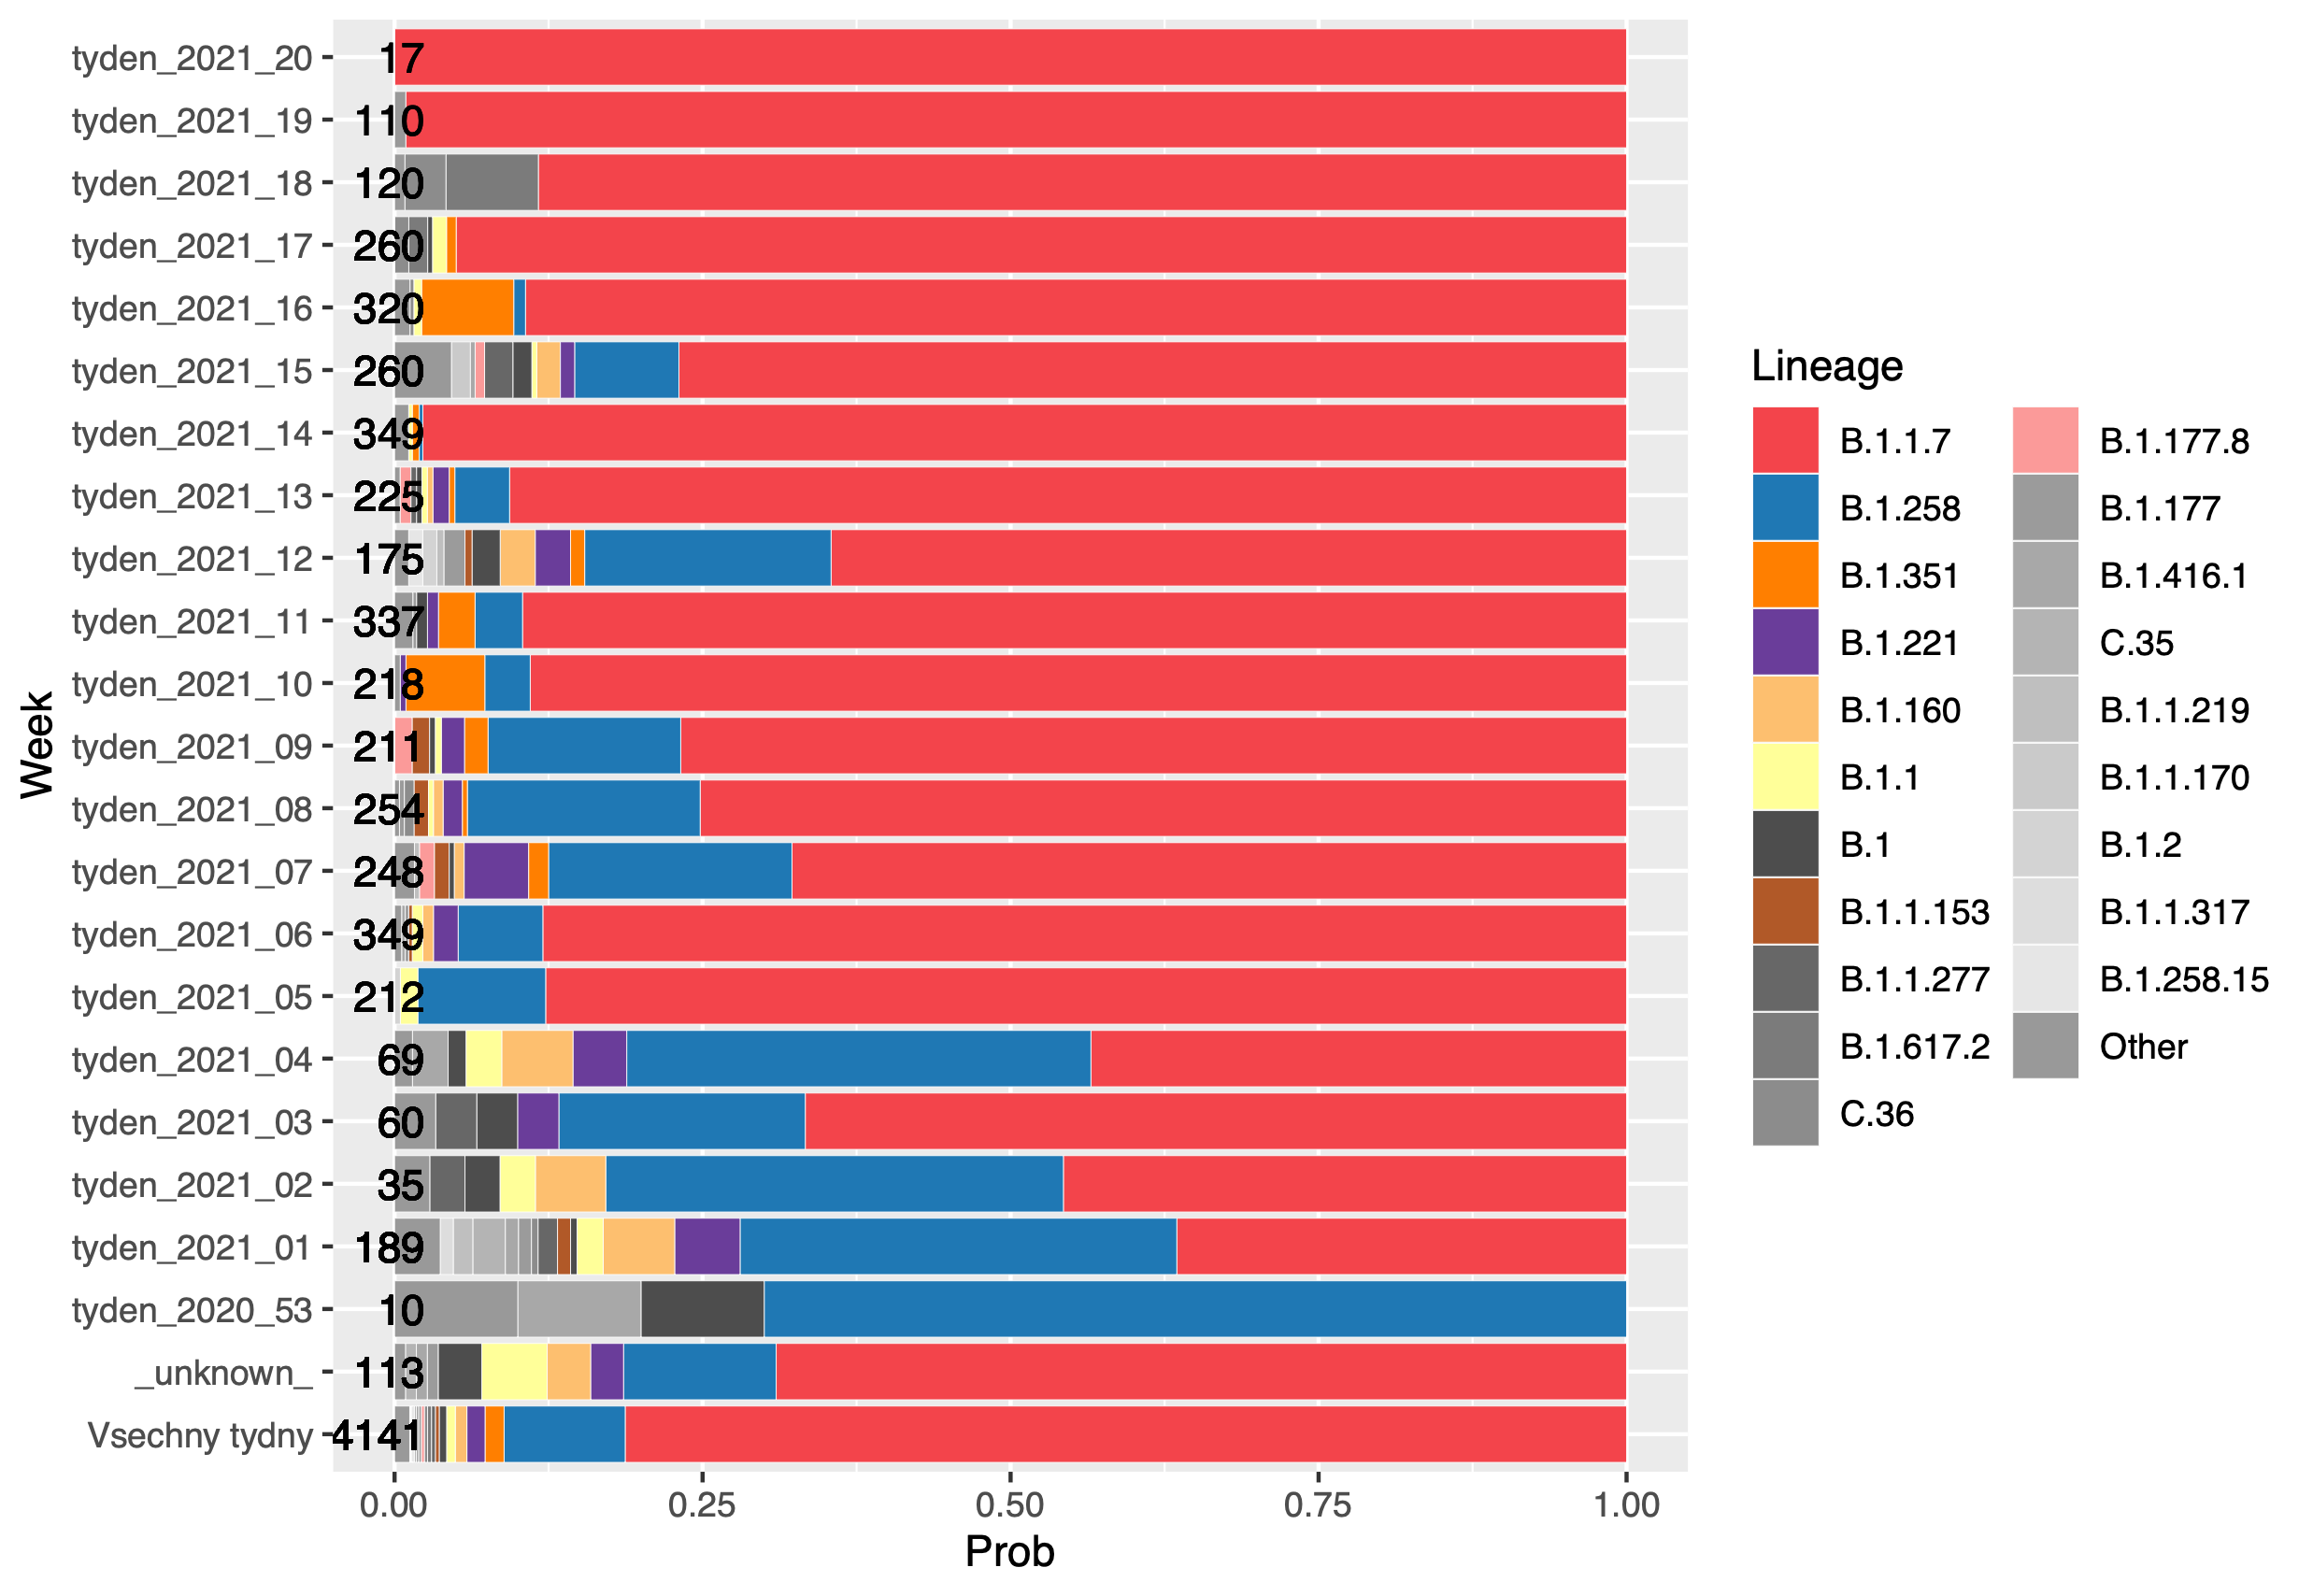 tyden_2021_20 17
tyden_2021_19 110
tyden_2021_18 120
tyden_2021_17 260
tyden_2021_16 320
tyden_2021_15 260
tyden_2021_14 349
tyden_2021_13 225
tyden_2021_12 175
tyden_2021_11 337
tyden_2021_10 218
tyden_2021_09 211
tyden_2021_08 254
tyden_2021_07 248
tyden_2021_06 349
tyden_2021_05 212
tyden_2021_04 69
tyden_2021_03 60
tyden_2021_02 35
tyden_2021_01 189
tyden_2020_53 10
_unknown_ 113
Vsechny tydny 4141
Week
0.00 0.25 0.50 0.75 1.00
Prob
Lineage
B.1.1.7
B.1.258
B.1.351
B.1.221
B.1.160
B.1.1
B.1
B.1.1.153
B.1.1.277
B.1.617.2
C.36
B.1.177.8
B.1.177
B.1.416.1
C.35
B.1.1.219
B.1.1.170
B.1.2
B.1.1.317
B.1.258.15
Other